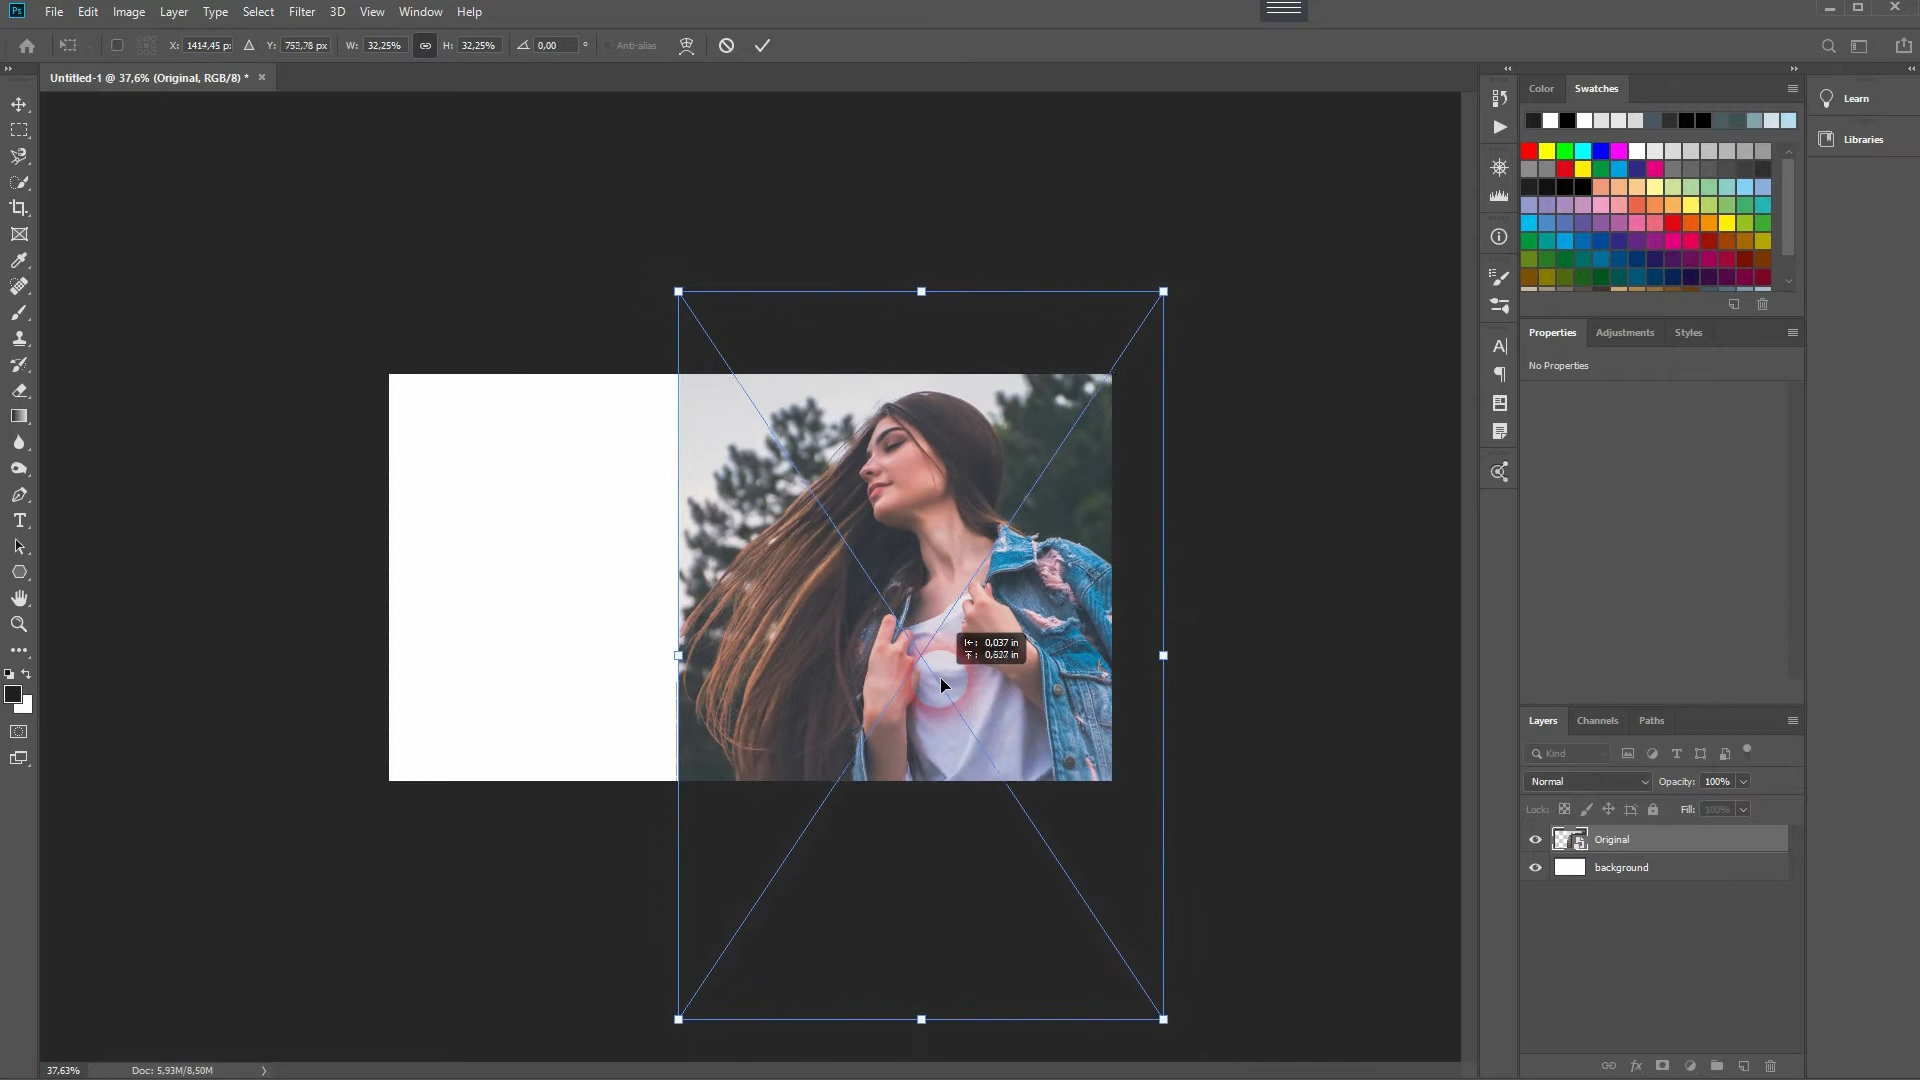 Ps File Edit Image Layer Type Select Filter 3D View Window Help
X: 1414,45 px Y: 753,78 px W: 32,25% H: 32,25% 0,00 ° Anti-alias
Untitled-1 @ 37,6% (Original, RGB/8) * ×
Color Swatches
Learn
Libraries
Properties Adjustments Styles
No Properties
0,037 in
0,527 in
Layers Channels Paths
Kind
Normal Opacity: 100%
Lock: Fill: 100%
Original
background
37,63% Doc: 5,93M/8,50M